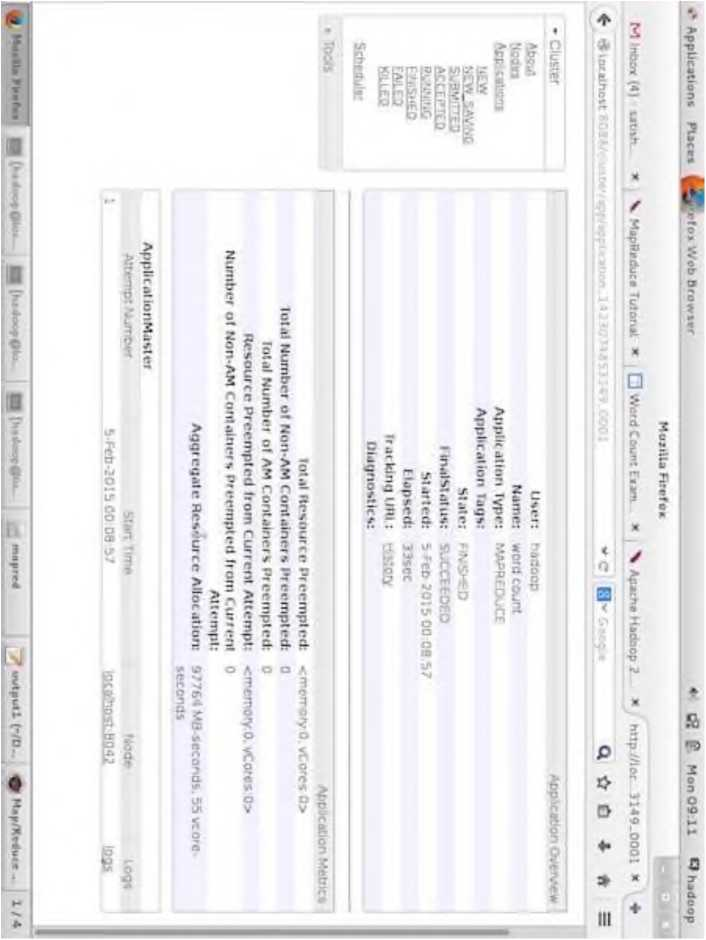 Applications Places Firefox Web Browser Mon 09:11 hadoop
Mozilla Firefox
Inbox (4) - satish... × MapReduce Tutorial × Word Count Exam... × Apache Hadoop 2... × http://loc...3149_0001 ×
localhost:8088/cluster/app/application_1423074853149_0001 Google
Cluster
About
Nodes
Applications
NEW
NEW_SAVING
SUBMITTED
ACCEPTED
RUNNING
FINISHED
FAILED
KILLED
Scheduler
Tools
Application Overview
User: hadoop
Name: word count
Application Type: MAPREDUCE
Application Tags:
State: FINISHED
FinalStatus: SUCCEEDED
Started: 5-Feb-2015 00:08:57
Elapsed: 33sec
Tracking URL: History
Diagnostics:
Application Metrics
Total Resource Preempted: <memory:0, vCores:0>
Total Number of Non-AM Containers Preempted: 0
Total Number of AM Containers Preempted: 0
Resource Preempted from Current Attempt: <memory:0, vCores:0>
Number of Non-AM Containers Preempted from Current 0
Attempt:
Aggregate Resource Allocation: 97764 MB-seconds, 55 vcore-
seconds
ApplicationMaster
Attempt Number Start Time Node Logs
1 5-Feb-2015 00:08:57 localhost:8042 logs
Mozilla Firefox [hadoop@loc... [hadoop@lo... [hadoop@lo... mapred output1 (~/D... Map/Reduce ... 1 / 4